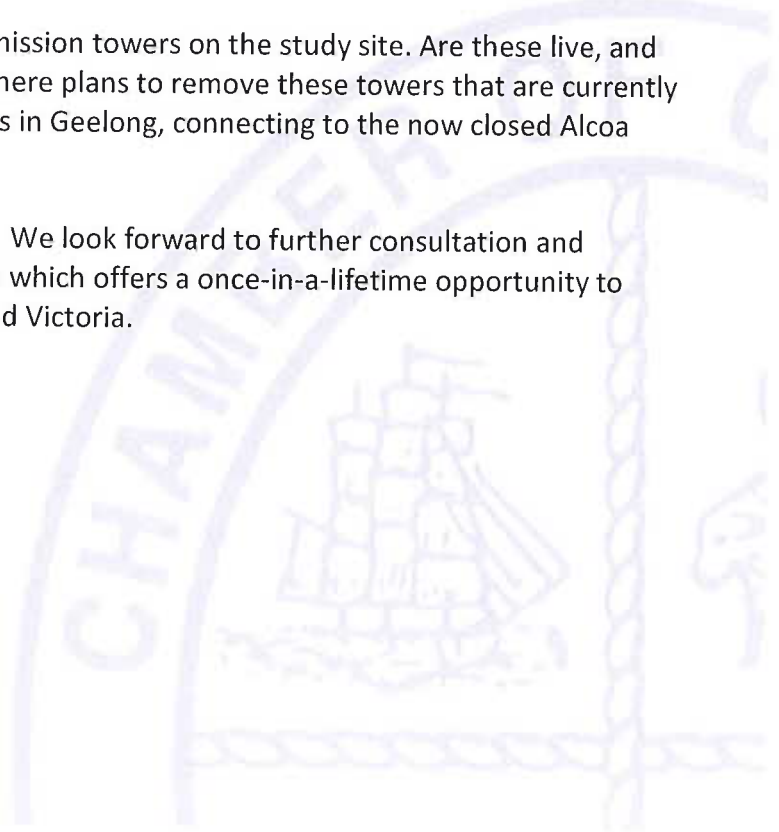 nission towers on the study site. Are these live, and
here plans to remove these towers that are currently
s in Geelong, connecting to the now closed Alcoa
We look forward to further consultation and
which offers a once-in-a-lifetime opportunity to
d Victoria.
CHAMBER OF C